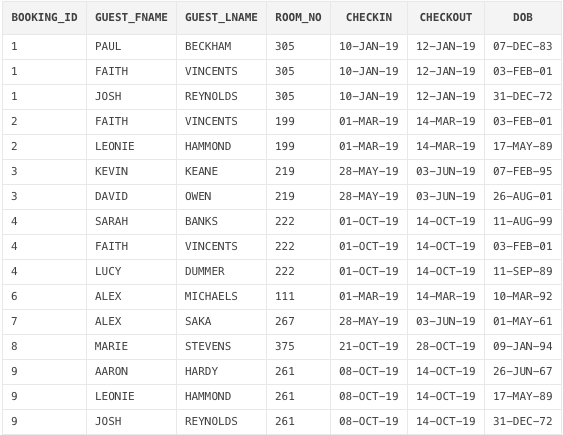 BOOKING_ID GUEST_FNAME GUEST_LNAME ROOM_NO CHECKIN CHECKOUT DOB
1 PAUL BECKHAM 305 10-JAN-19 12-JAN-19 07-DEC-83
1 FAITH VINCENTS 305 10-JAN-19 12-JAN-19 03-FEB-01
1 JOSH REYNOLDS 305 10-JAN-19 12-JAN-19 31-DEC-72
2 FAITH VINCENTS 199 01-MAR-19 14-MAR-19 03-FEB-01
2 LEONIE HAMMOND 199 01-MAR-19 14-MAR-19 17-MAY-89
3 KEVIN KEANE 219 28-MAY-19 03-JUN-19 07-FEB-95
3 DAVID OWEN 219 28-MAY-19 03-JUN-19 26-AUG-01
4 SARAH BANKS 222 01-OCT-19 14-OCT-19 11-AUG-99
4 FAITH VINCENTS 222 01-OCT-19 14-OCT-19 03-FEB-01
4 LUCY DUMMER 222 01-OCT-19 14-OCT-19 11-SEP-89
6 ALEX MICHAELS 111 01-MAR-19 14-MAR-19 10-MAR-92
7 ALEX SAKA 267 28-MAY-19 03-JUN-19 01-MAY-61
8 MARIE STEVENS 375 21-OCT-19 28-OCT-19 09-JAN-94
9 AARON HARDY 261 08-OCT-19 14-OCT-19 26-JUN-67
9 LEONIE HAMMOND 261 08-OCT-19 14-OCT-19 17-MAY-89
9 JOSH REYNOLDS 261 08-OCT-19 14-OCT-19 31-DEC-72